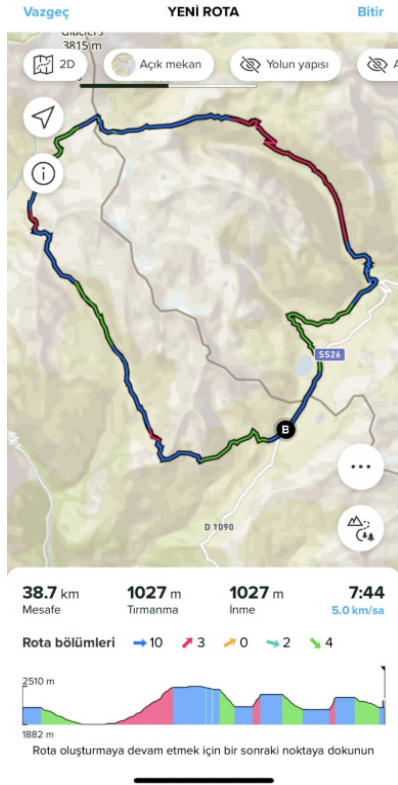 Vazgeç YENİ ROTA Bitir
Glaciers
3815 m
2D Açık mekan Yolun yapısı
SS26
B
D 1090
38.7 km 1027 m 1027 m 7:44
Mesafe Tırmanma İnme 5.0 km/sa
Rota bölümleri 10 3 0 2 4
2510 m
1882 m
Rota oluşturmaya devam etmek için bir sonraki noktaya dokunun